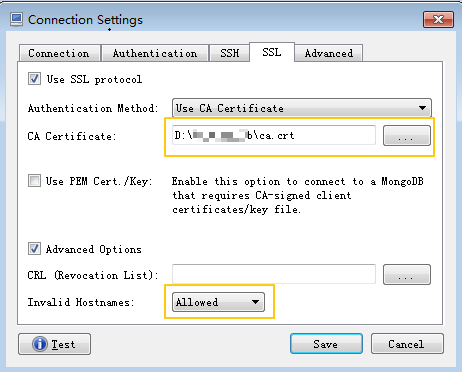 Connection Settings
Connection Authentication SSH SSL Advanced
Use SSL protocol
Authentication Method: Use CA Certificate
CA Certificate: D:\ b\ca.crt ...
Use PEM Cert./Key: Enable this option to connect to a MongoDB
that requires CA-signed client
certificates/key file.
Advanced Options
CRL (Revocation List): ...
Invalid Hostnames: Allowed
Test Save Cancel